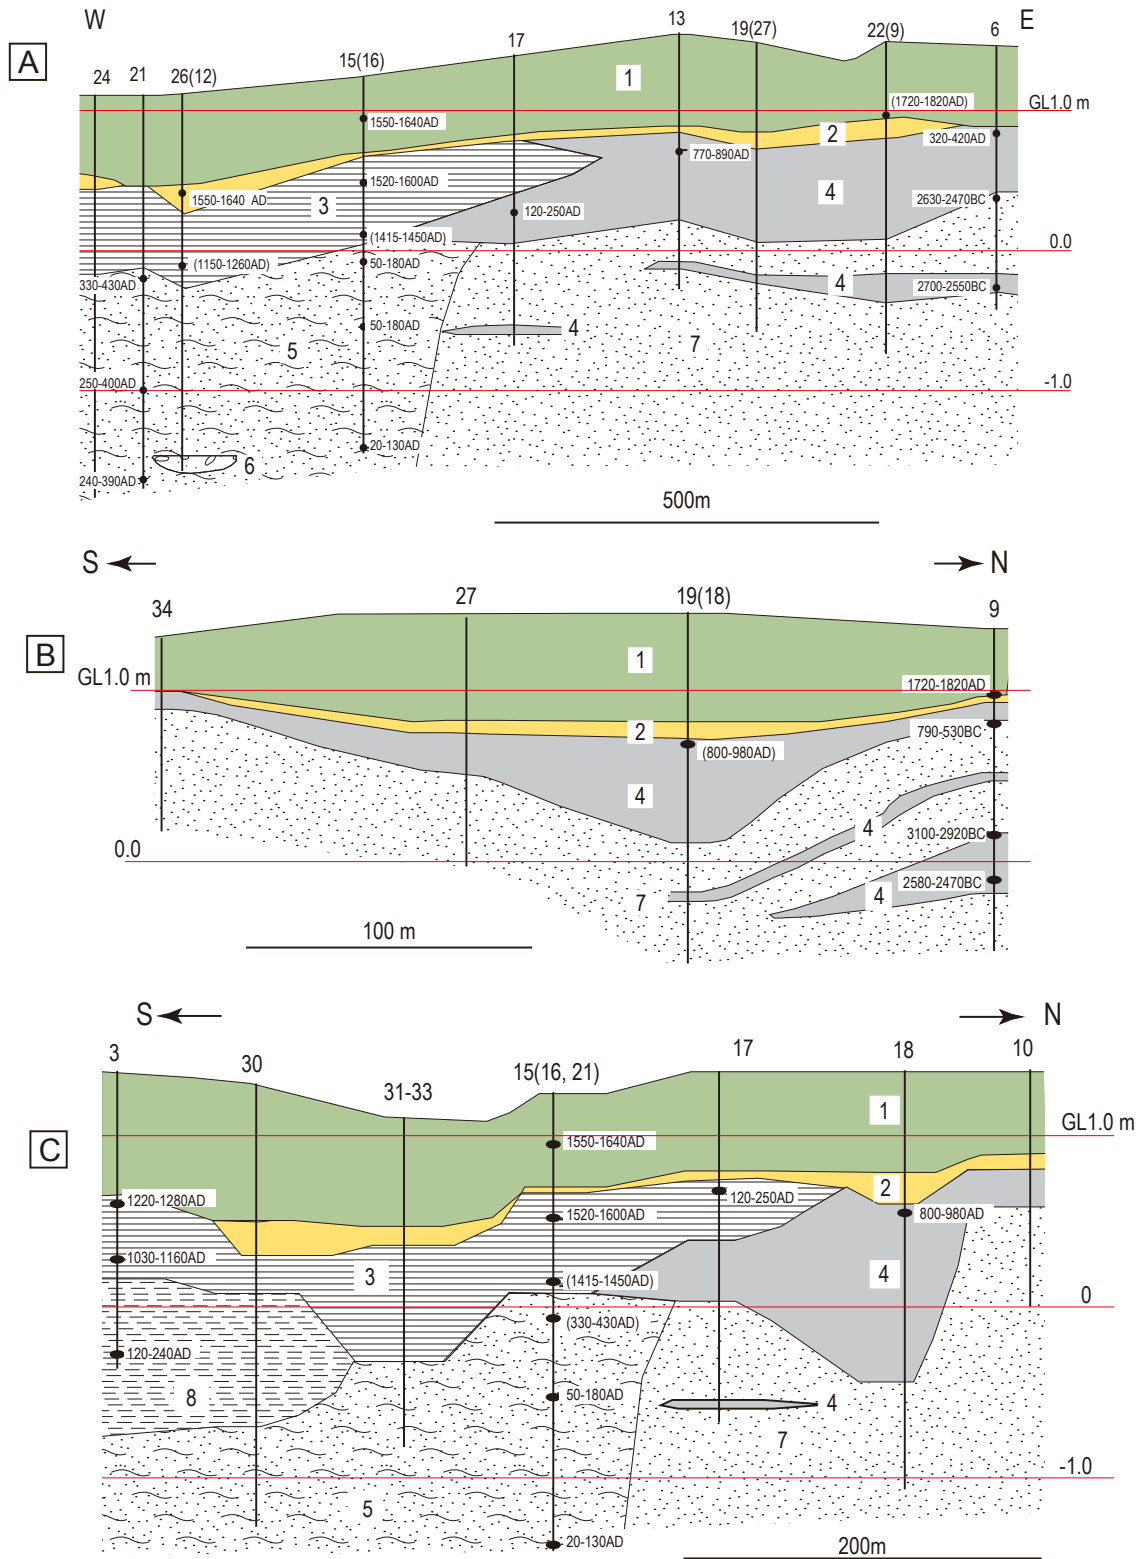 W
E
A
24
21
26(12)
15(16)
17
13
19(27)
22(9)
6
1
(1720-1820AD)
GL1.0 m
1550-1640AD
2
320-420AD
770-890AD
1520-1600AD
1550-1640 AD
3
4
2630-2470BC
120-250AD
(1415-1450AD)
0.0
(1150-1260AD)
50-180AD
330-430AD
4
2700-2550BC
50-180AD
4
5
7
250-400AD
-1.0
20-130AD
6
240-390AD
500m
S
N
34
27
19(18)
9
B
1
GL1.0 m
1720-1820AD
2
790-530BC
(800-980AD)
4
4
3100-2920BC
0.0
2580-2470BC
4
7
100 m
S
N
3
30
31-33
15(16, 21)
17
18
10
1
GL1.0 m
C
1550-1640AD
2
1220-1280AD
120-250AD
800-980AD
1520-1600AD
1030-1160AD
3
4
(1415-1450AD)
0
(330-430AD)
120-240AD
8
50-180AD
4
7
-1.0
5
20-130AD
200m